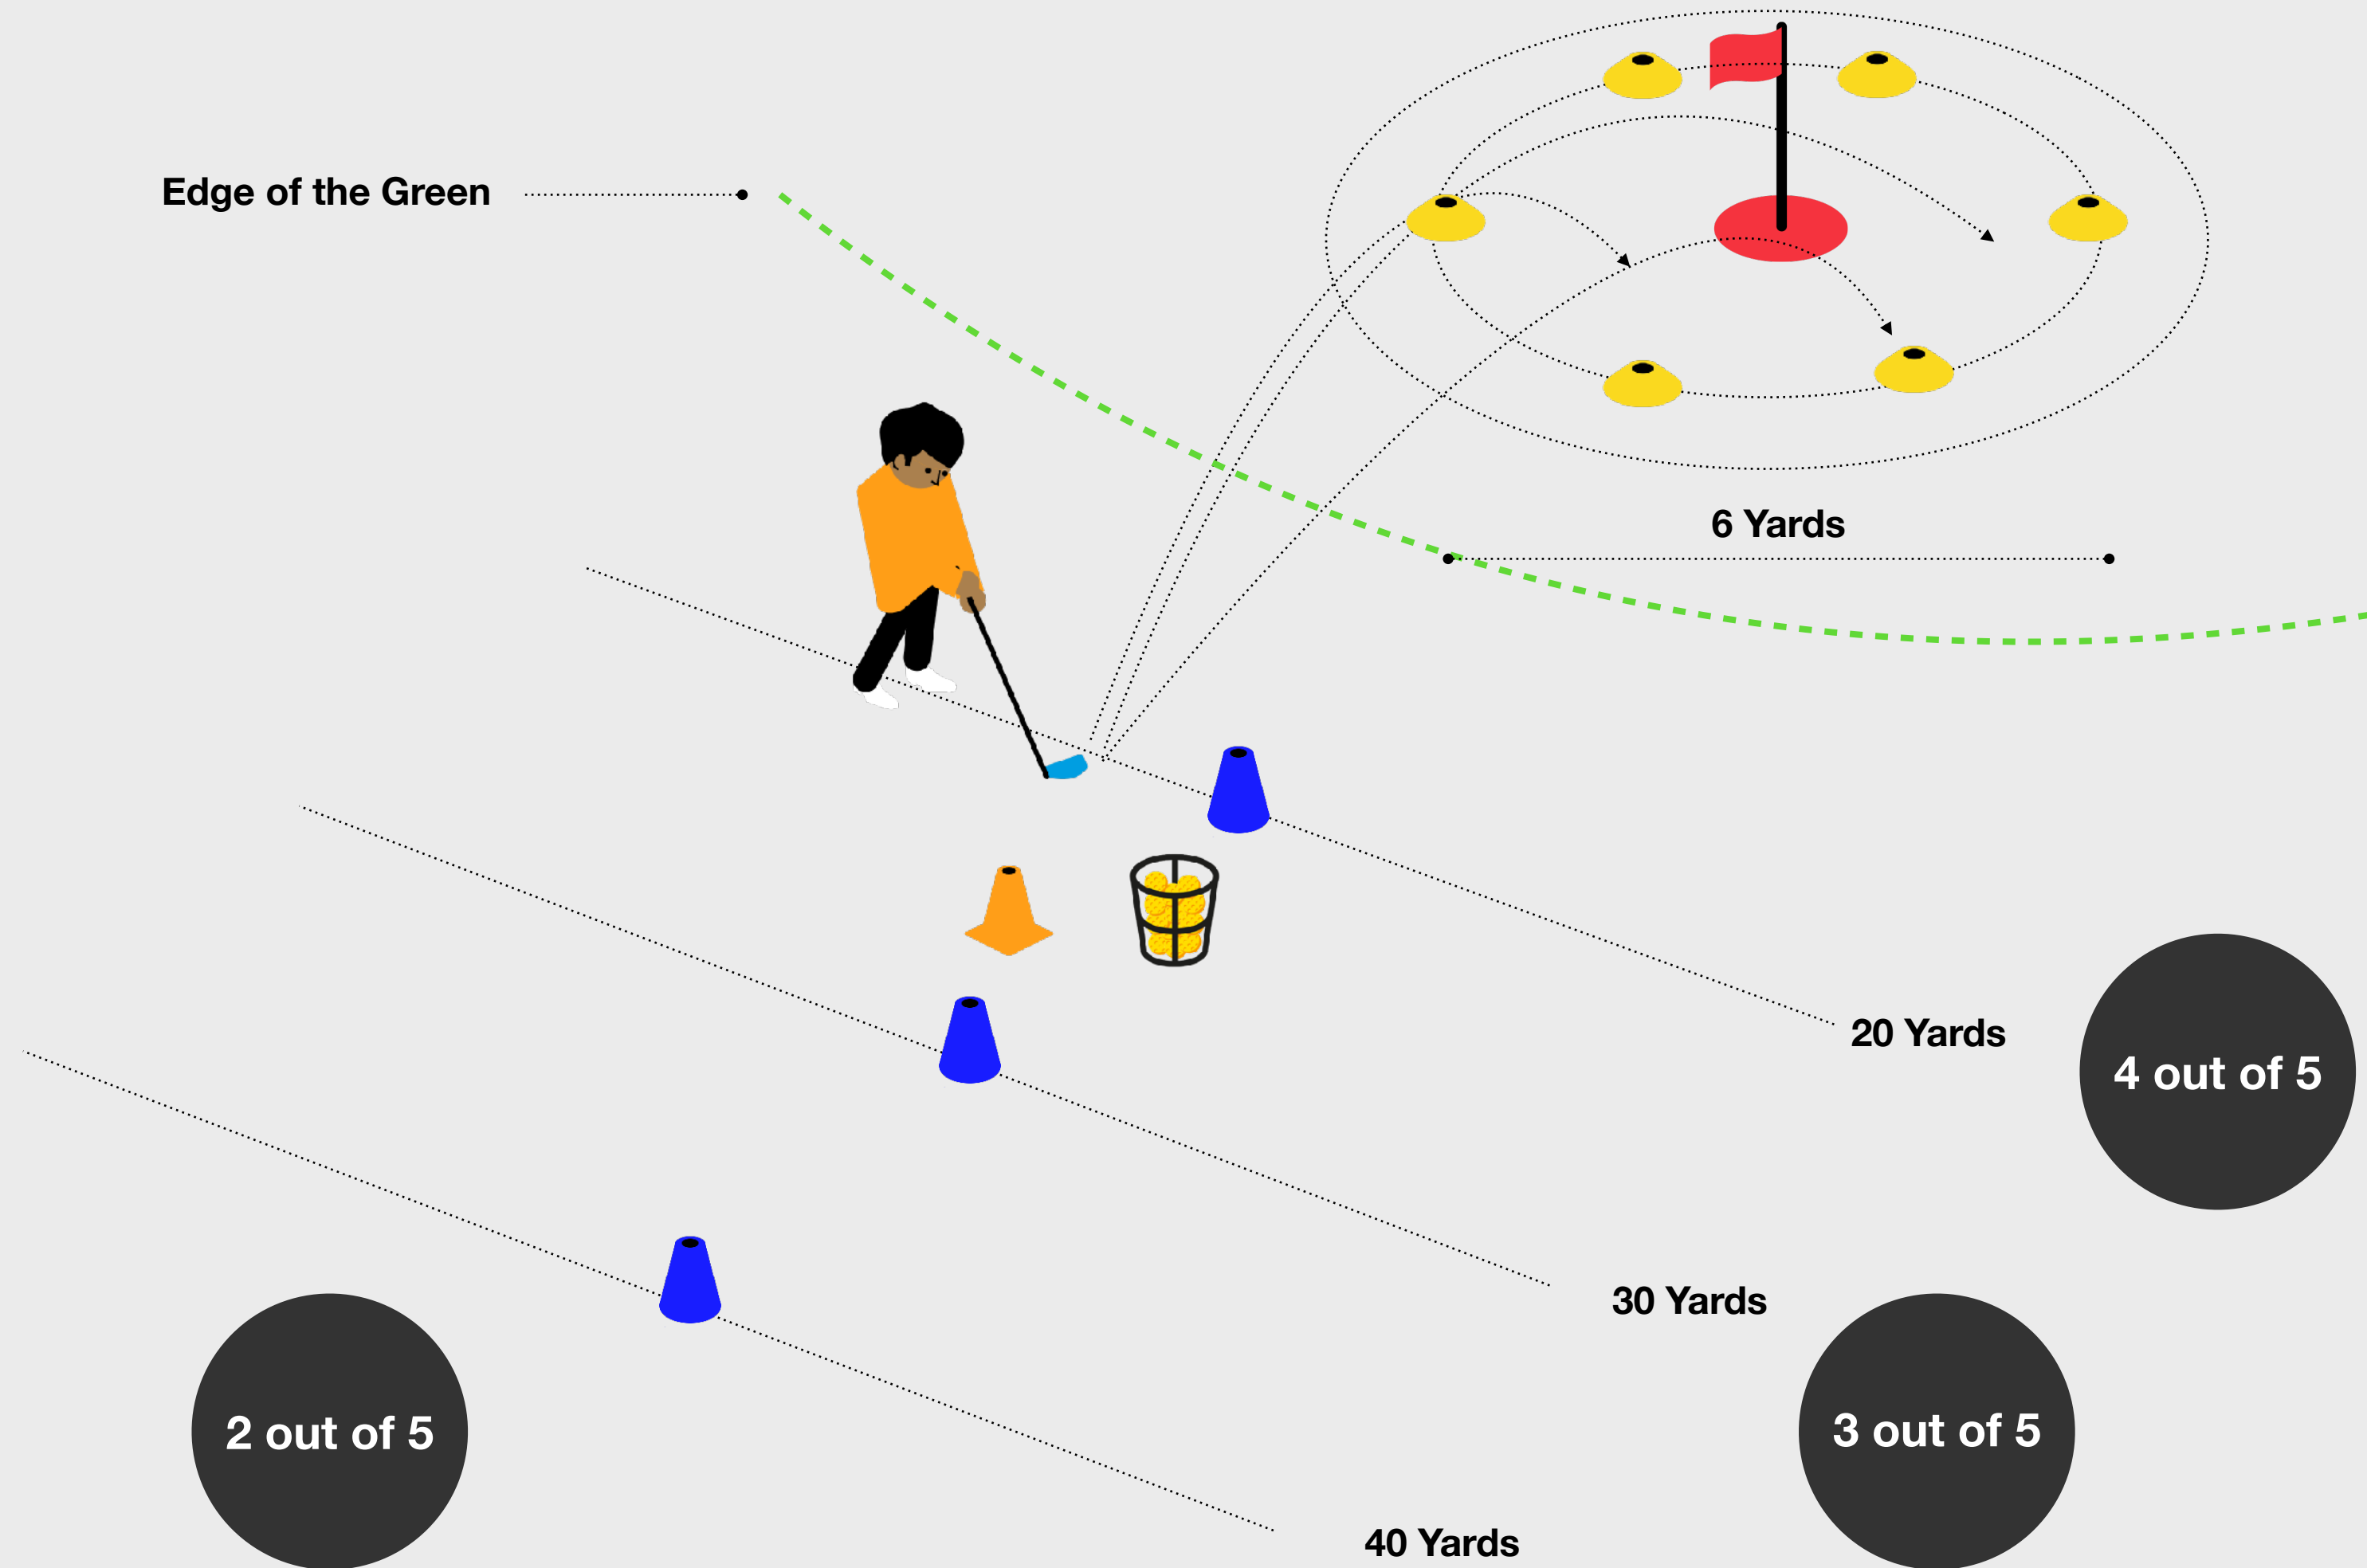 Edge of the Green
6 Yards
20 Yards
4 out of 5
30 Yards
3 out of 5
2 out of 5
40 Yards